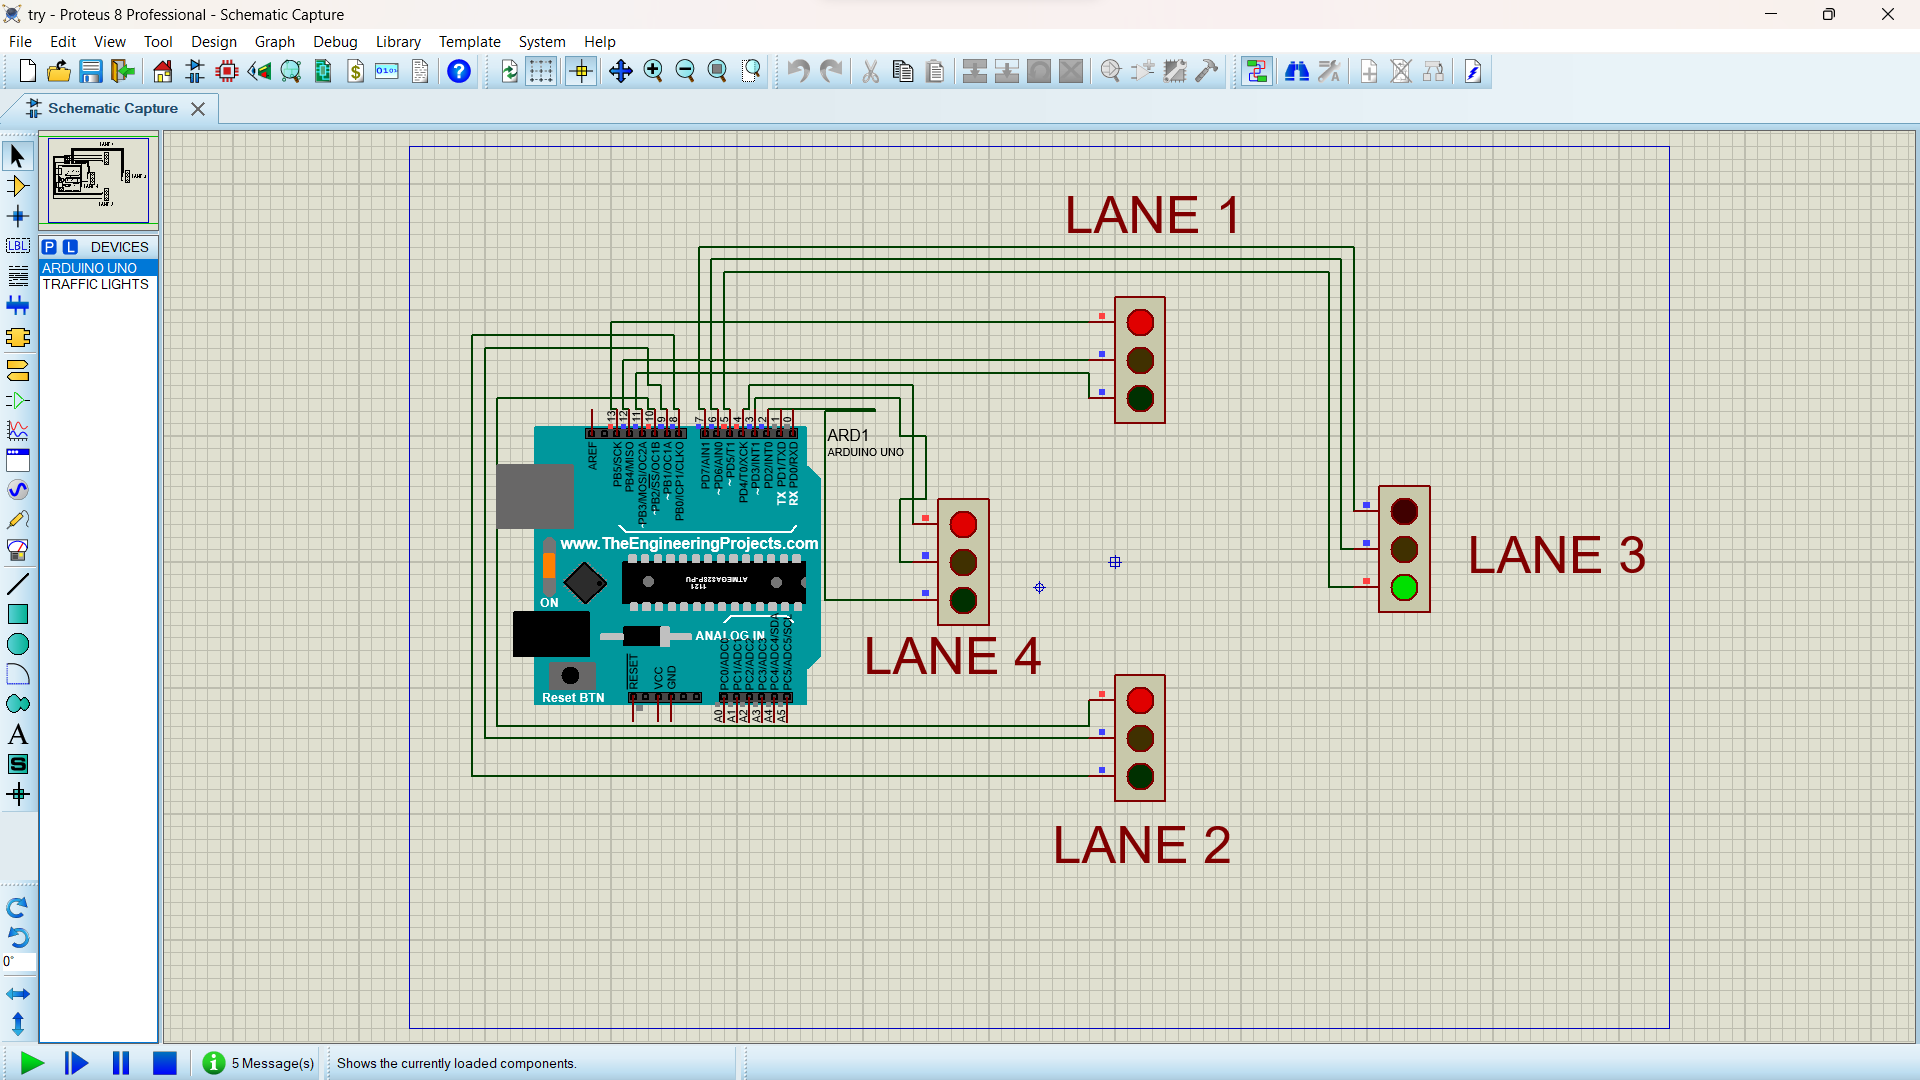 try - Proteus 8 Professional - Schematic Capture
File Edit View Tool Design Graph Debug Library Template System Help
Schematic Capture
P L DEVICES
ARDUINO UNO
TRAFFIC LIGHTS
LBL
A
S
0°
LANE 1
LANE 3
LANE 4
LANE 2
ARD1
ARDUINO UNO
13 12 11 10 9 8 7 6 5 4 3 2 1 0
AREF
PB5/SCK
PB4/MISO
~PB3/MOSI/OC2A
~PB2/SS/OC1B
~PB1/OC1A
PB0/ICP1/CLKO
PD7/AIN1
~PD6/AIN0
~PD5/T1
PD4/T0/XCK
~PD3/INT1
PD2/INT0
TX PD1/TXD
RX PD0/RXD
www.TheEngineeringProjects.com
ATMEGA328P-PU
1121
ON
ANALOG IN
Reset BTN
RESET
VCC
GND
PC0/ADC0
PC1/ADC1
PC2/ADC2
PC3/ADC3
PC4/ADC4/SDA
PC5/ADC5/SCL
A0 A1 A2 A3 A4 A5
5 Message(s)
Shows the currently loaded components.